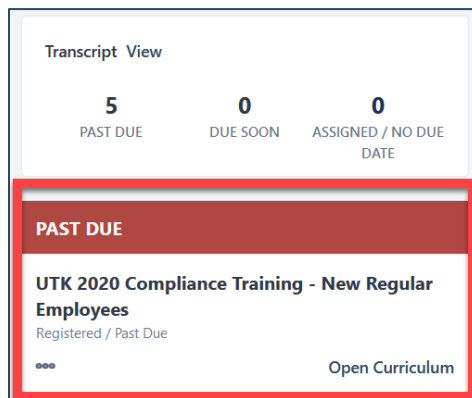 Transcript View
5 0 0
PAST DUE DUE SOON ASSIGNED / NO DUE
DATE
PAST DUE
UTK 2020 Compliance Training - New Regular
Employees
Registered / Past Due
Open Curriculum